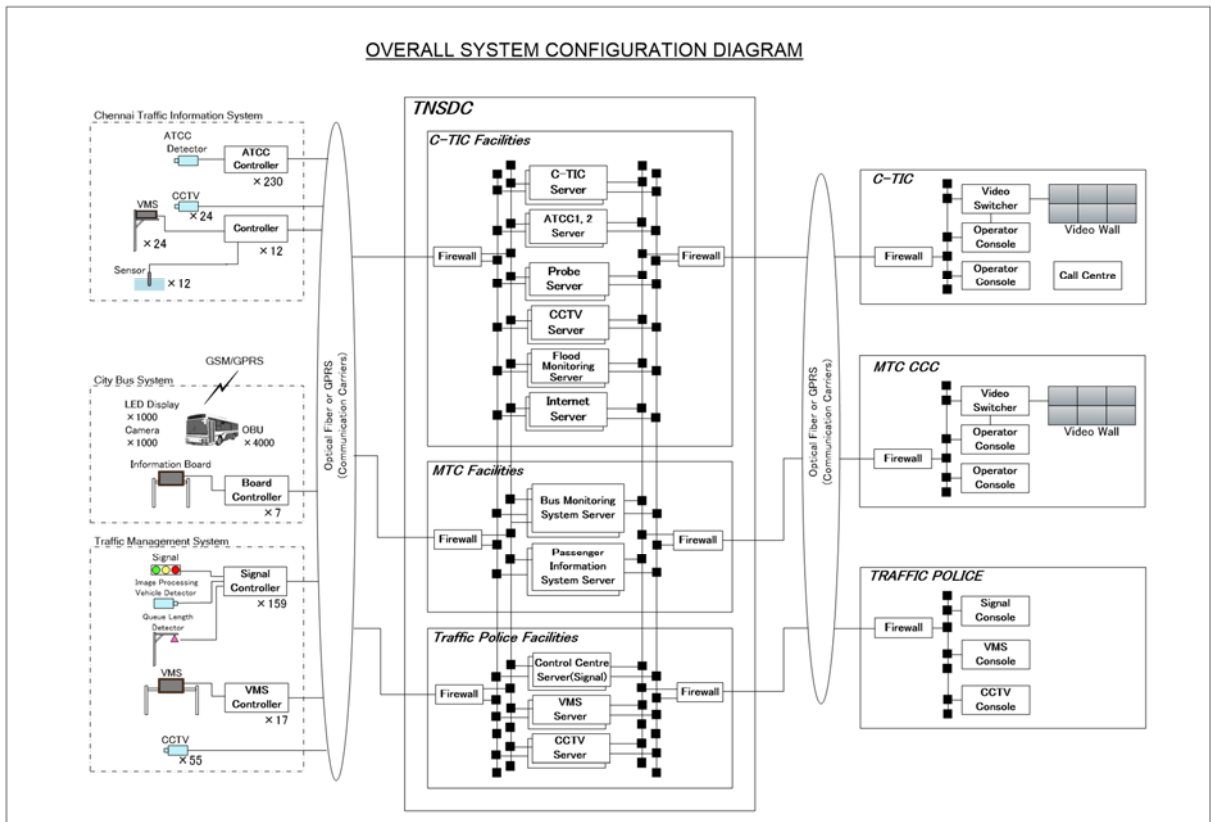 OVERALL SYSTEM CONFIGURATION DIAGRAM
Chennai Traffic Information System
ATCC
Detector
ATCC
Controller
×230
CCTV
×24
VMS
×24
Controller
×12
Sensor
×12
City Bus System
GSM/GPRS
LED Display
×1000
Camera
×1000
OBU
×4000
Information Board
Board
Controller
×7
Traffic Management System
Signal
Image Processing
Vehicle Detector
Queue Length
Detector
Signal
Controller
×159
VMS
VMS
Controller
×17
CCTV
×55
Optical Fiber or GPRS
(Communication Carriers)
TNSDC
C-TIC Facilities
Firewall
C-TIC
Server
ATCC1, 2
Server
Probe
Server
CCTV
Server
Flood
Monitoring
Server
Internet
Server
Firewall
MTC Facilities
Firewall
Bus Monitoring
System Server
Passenger
Information
System Server
Firewall
Traffic Police Facilities
Firewall
Control Centre
Server(Signal)
VMS
Server
CCTV
Server
Firewall
Optical Fiber or GPRS
(Communication Carriers)
C-TIC
Firewall
Video
Switcher
Operator
Console
Operator
Console
Video Wall
Call Centre
MTC CCC
Firewall
Video
Switcher
Operator
Console
Operator
Console
Video Wall
TRAFFIC POLICE
Firewall
Signal
Console
VMS
Console
CCTV
Console